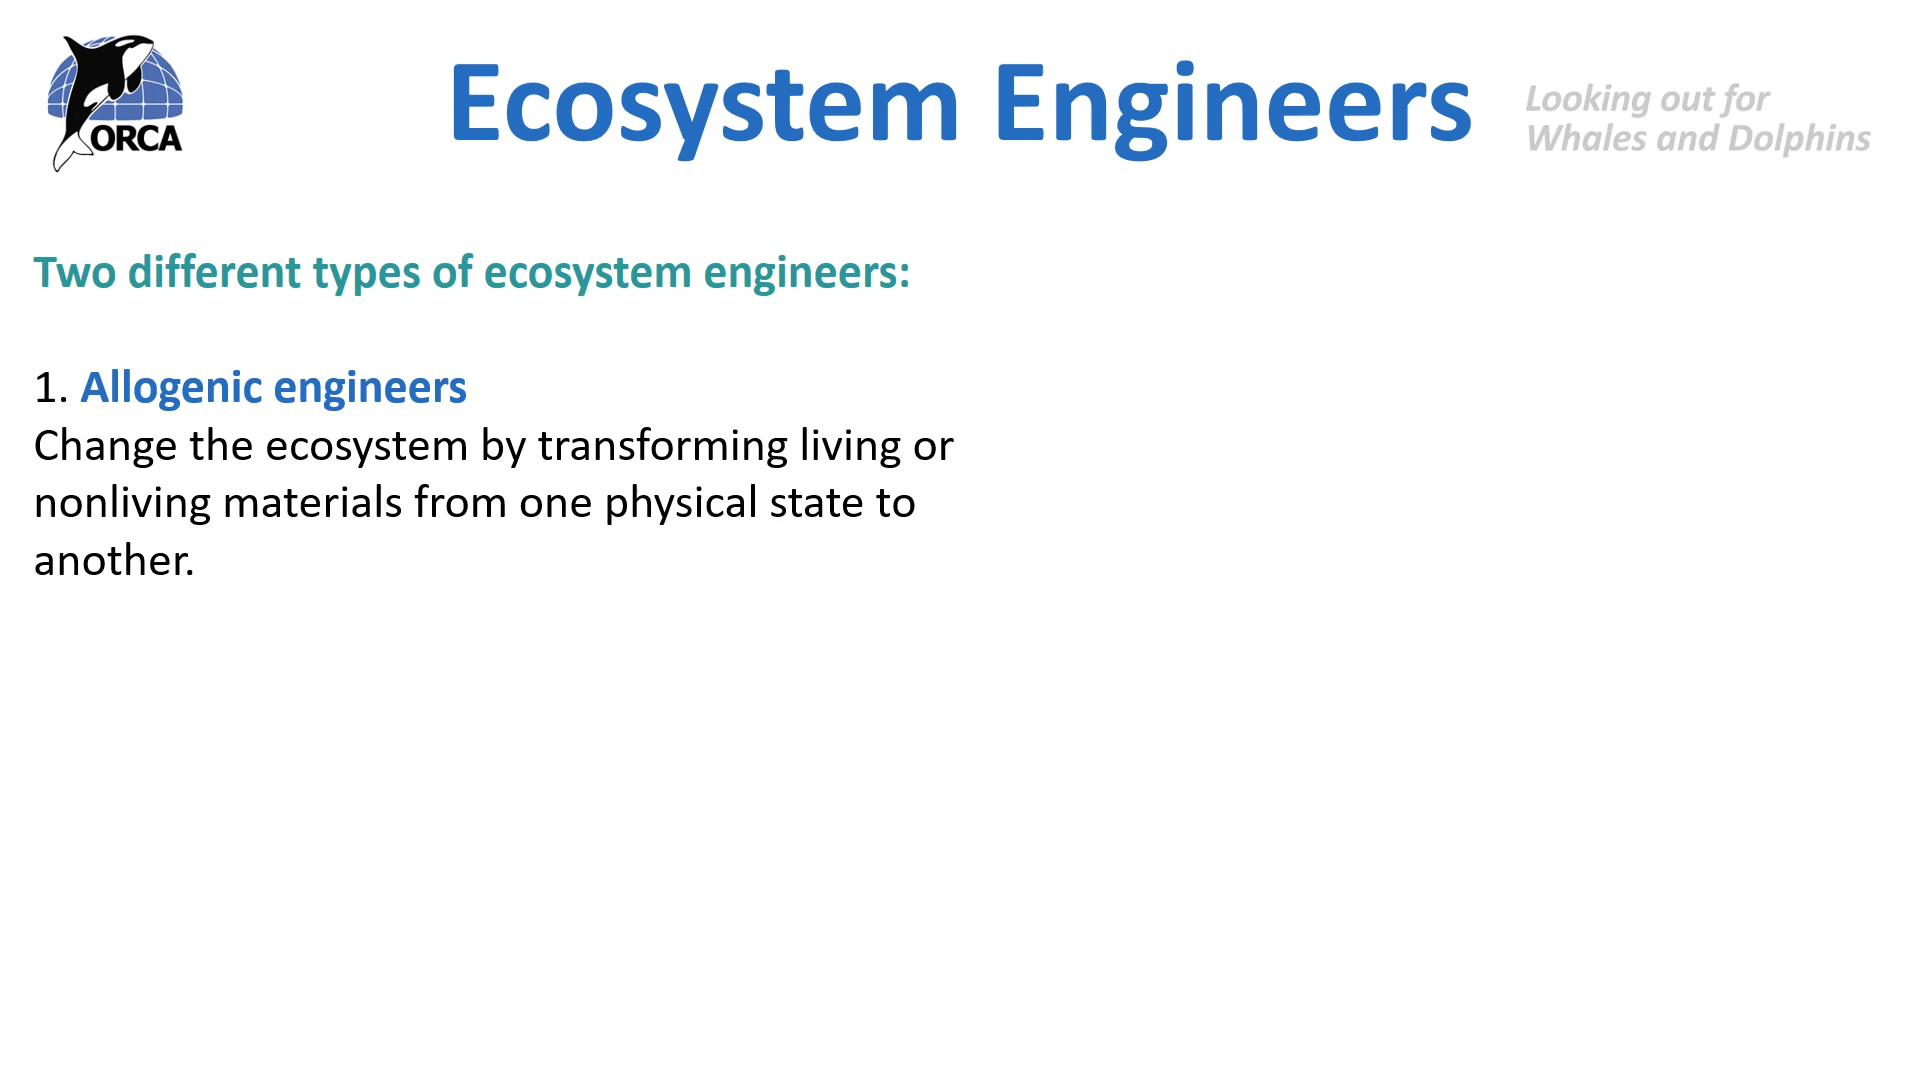 ORCA
Ecosystem Engineers
Looking out for
Whales and Dolphins
Two different types of ecosystem engineers:
1. Allogenic engineers
Change the ecosystem by transforming living or
nonliving materials from one physical state to
another.